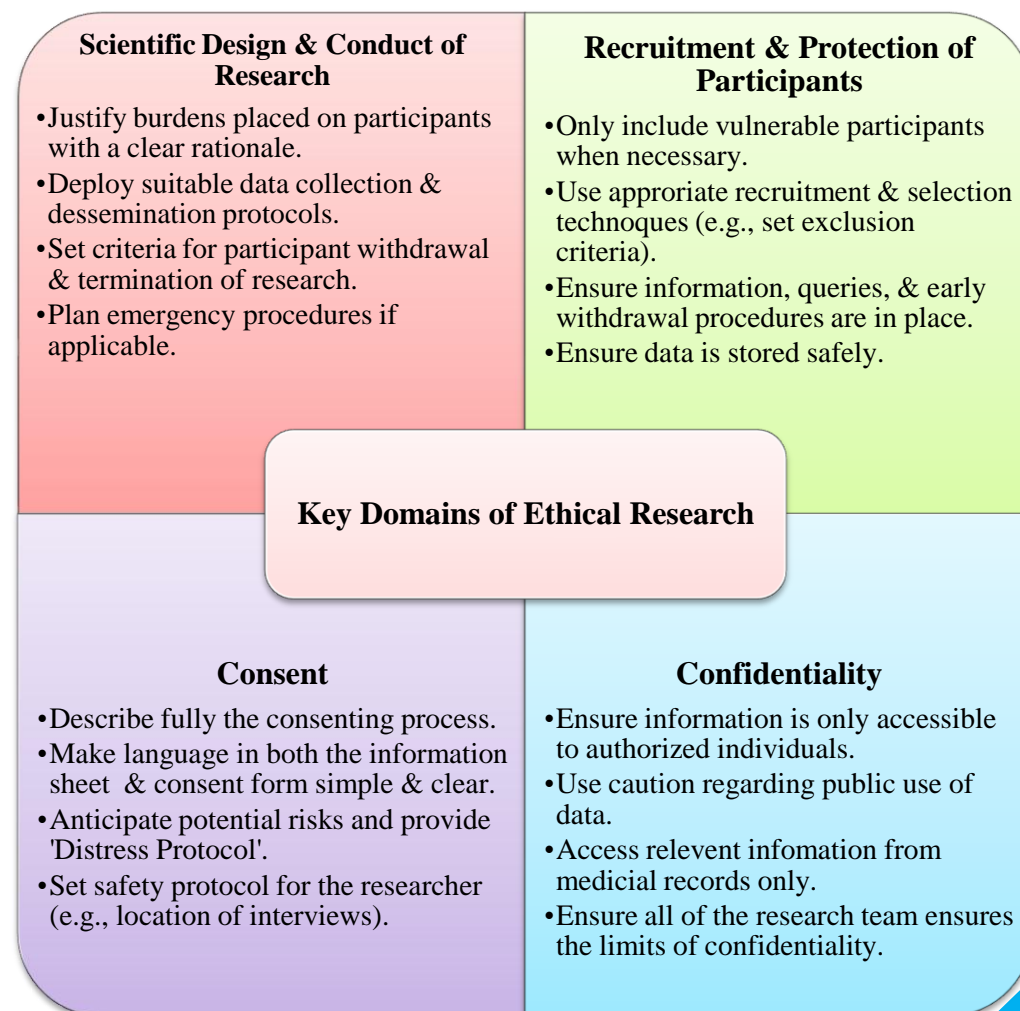 Scientific Design & Conduct of
Research
•Justify burdens placed on participants
with a clear rationale.
•Deploy suitable data collection &
dessemination protocols.
•Set criteria for participant withdrawal
& termination of research.
•Plan emergency procedures if
applicable.
Recruitment & Protection of
Participants
•Only include vulnerable participants
when necessary.
•Use approriate recruitment & selection
technoques (e.g., set exclusion
criteria).
•Ensure information, queries, & early
withdrawal procedures are in place.
•Ensure data is stored safely.
Key Domains of Ethical Research
Consent
•Describe fully the consenting process.
•Make language in both the information
sheet & consent form simple & clear.
•Anticipate potential risks and provide
'Distress Protocol'.
•Set safety protocol for the researcher
(e.g., location of interviews).
Confidentiality
•Ensure information is only accessible
to authorized individuals.
•Use caution regarding public use of
data.
•Access relevent infomation from
medicial records only.
•Ensure all of the research team ensures
the limits of confidentality.